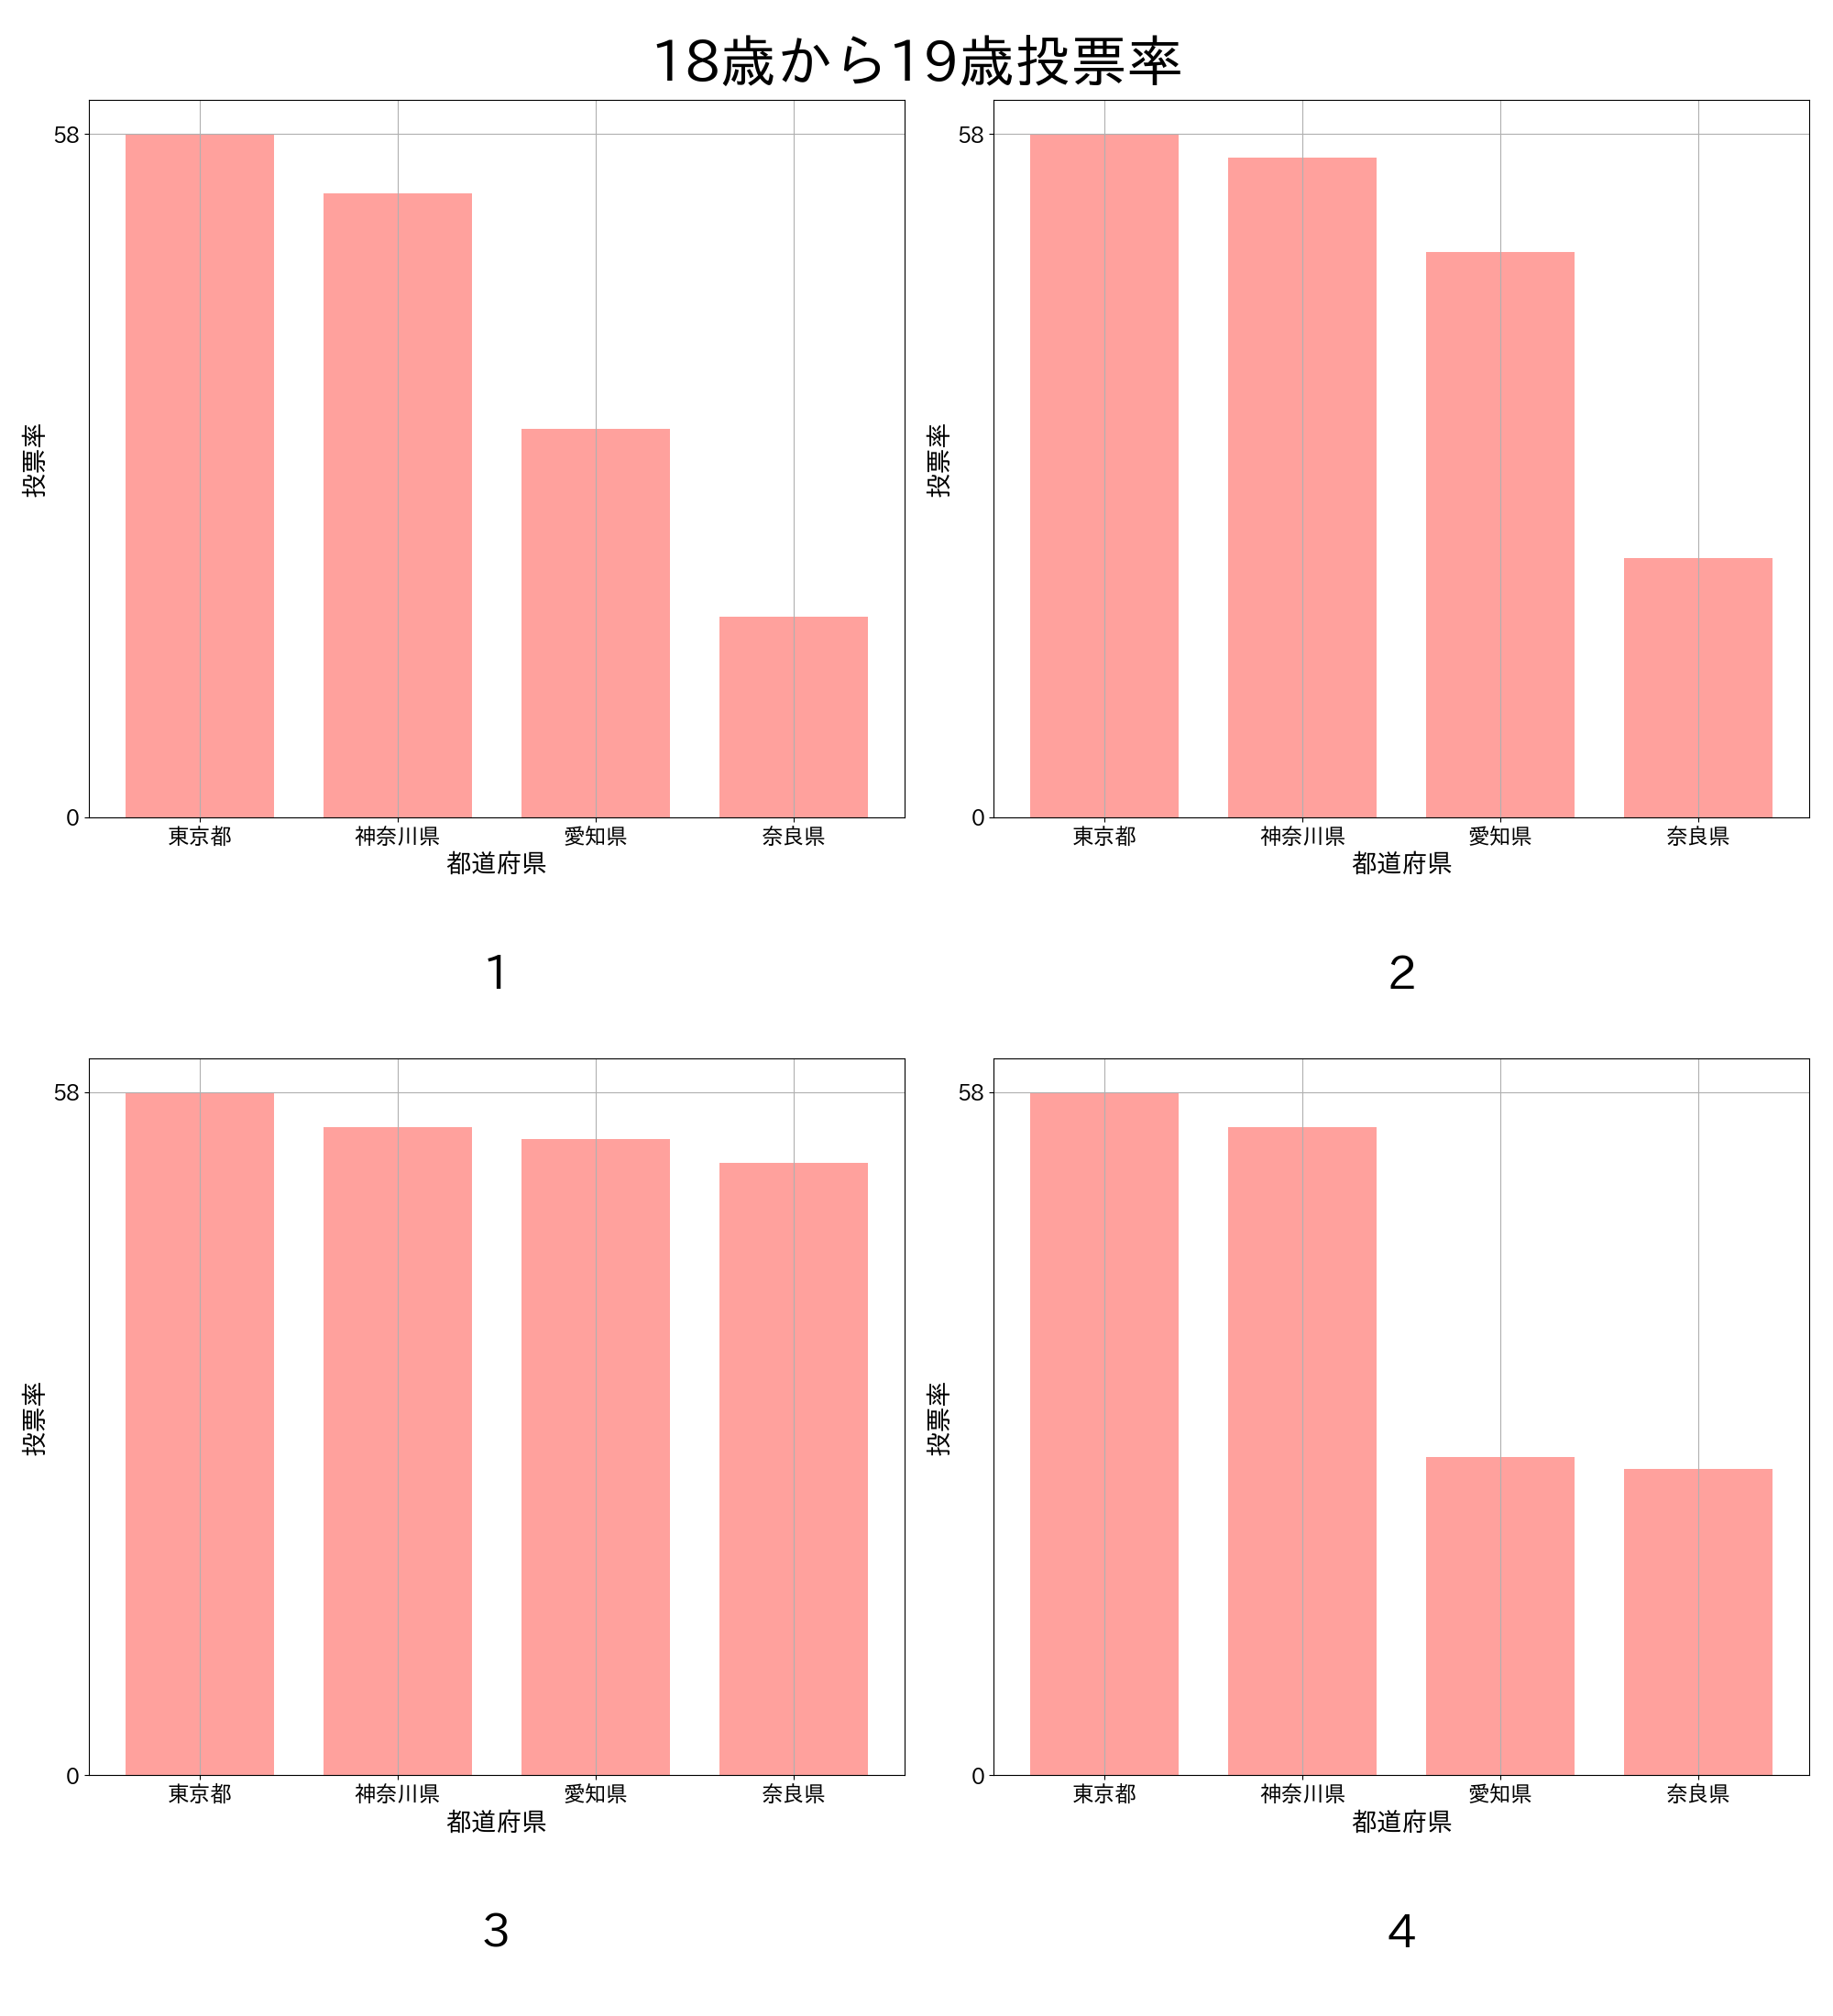 18歳から19歳投票率
58
0
投票率
東京都 神奈川県 愛知県 奈良県
都道府県
1
58
0
投票率
東京都 神奈川県 愛知県 奈良県
都道府県
2
58
0
投票率
東京都 神奈川県 愛知県 奈良県
都道府県
3
58
0
投票率
東京都 神奈川県 愛知県 奈良県
都道府県
4